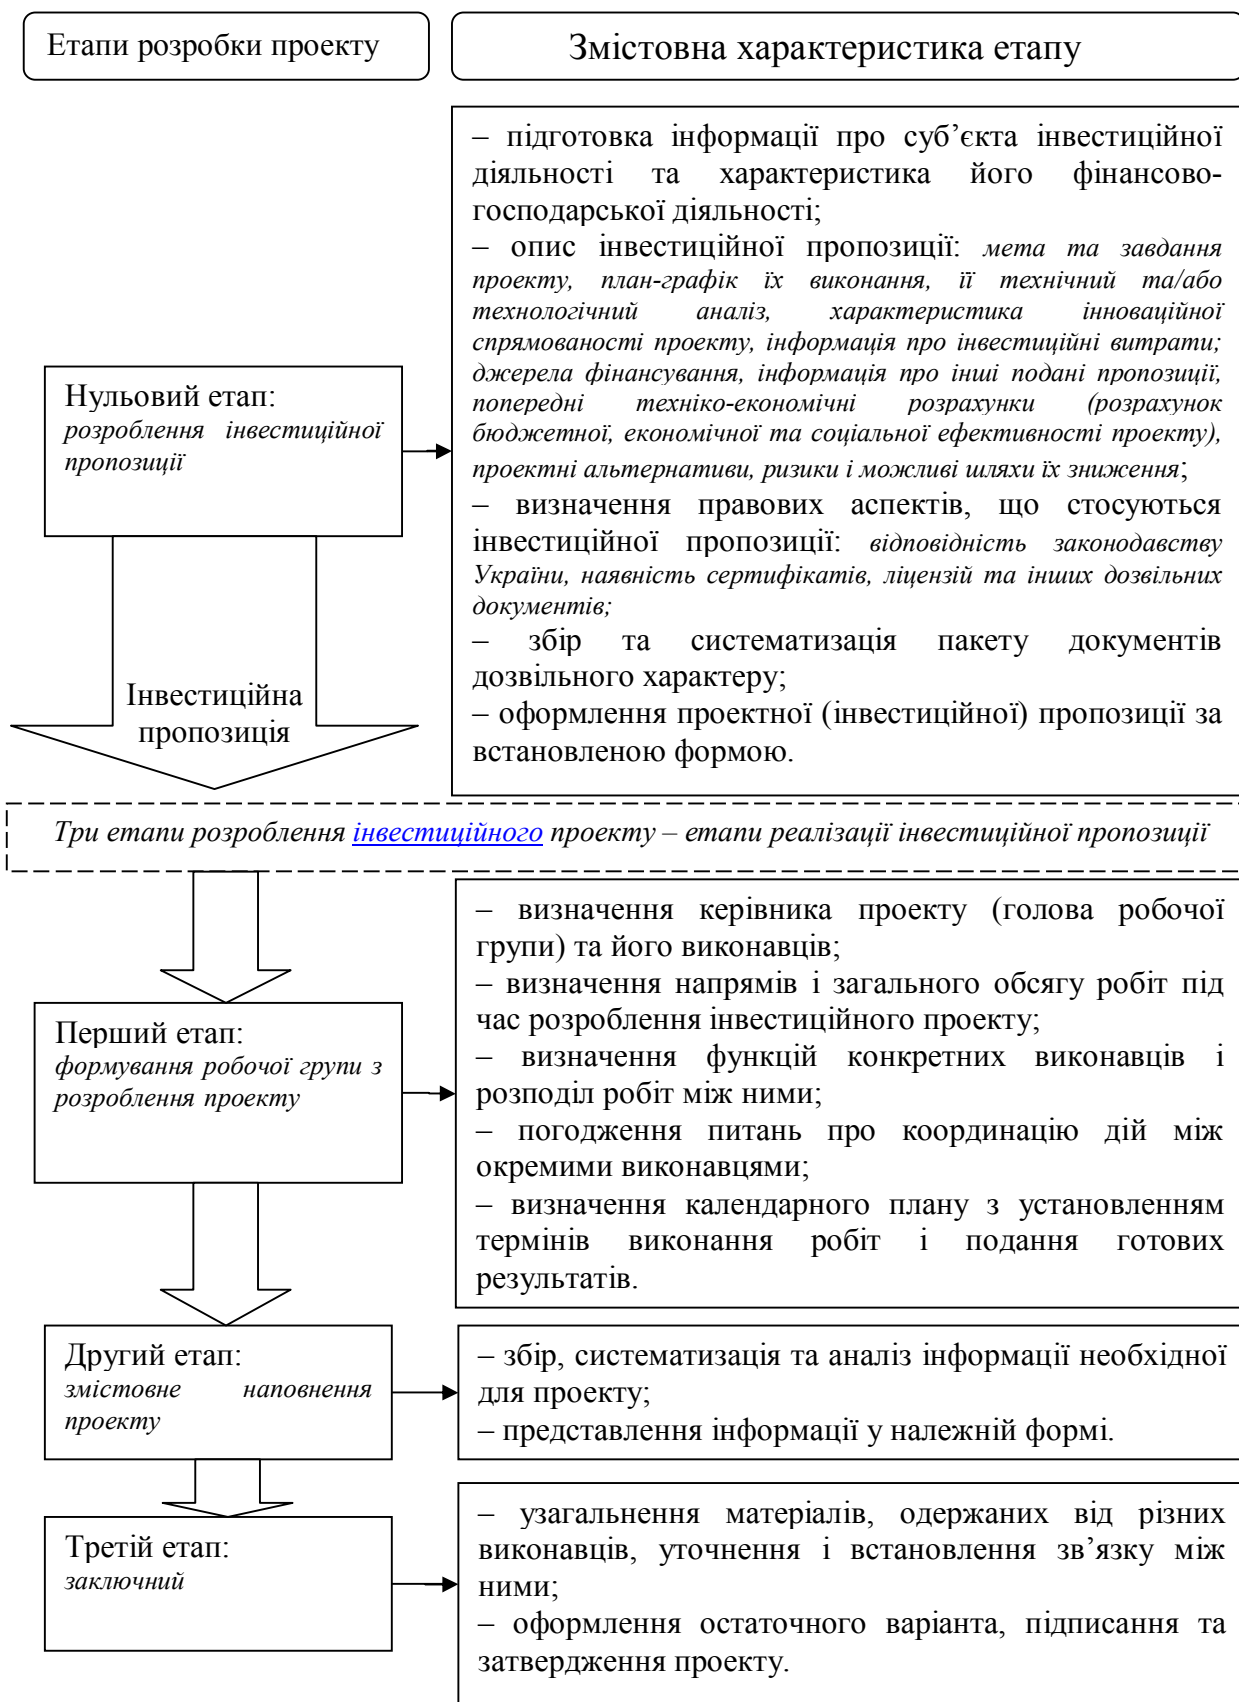 Етапи розробки проекту
Змістовна характеристика етапу
– підготовка інформації про суб’єкта інвестиційної
діяльності та характеристика його фінансово-
господарської діяльності;
– опис інвестиційної пропозиції: мета та завдання
проекту, план-графік їх виконання, її технічний та/або
технологічний аналіз, характеристика інноваційної
спрямованості проекту, інформація про інвестиційні витрати;
джерела фінансування, інформація про інші подані пропозиції,
попередні техніко-економічні розрахунки (розрахунок
бюджетної, економічної та соціальної ефективності проекту),
проектні альтернативи, ризики і можливі шляхи їх зниження;
– визначення правових аспектів, що стосуються
інвестиційної пропозиції: відповідність законодавству
України, наявність сертифікатів, ліцензій та інших дозвільних
документів;
– збір та систематизація пакету документів
дозвільного характеру;
– оформлення проектної (інвестиційної) пропозиції за
встановленою формою.
Нульовий етап:
розроблення інвестиційної
пропозиції
Інвестиційна
пропозиція
Три етапи розроблення інвестиційного проекту – етапи реалізації інвестиційної пропозиції
Перший етап:
формування робочої групи з
розроблення проекту
– визначення керівника проекту (голова робочої
групи) та його виконавців;
– визначення напрямів і загального обсягу робіт під
час розроблення інвестиційного проекту;
– визначення функцій конкретних виконавців і
розподіл робіт між ними;
– погодження питань про координацію дій між
окремими виконавцями;
– визначення календарного плану з установленням
термінів виконання робіт і подання готових
результатів.
Другий етап:
змістовне наповнення
проекту
– збір, систематизація та аналіз інформації необхідної
для проекту;
– представлення інформації у належній формі.
Третій етап:
заключний
– узагальнення матеріалів, одержаних від різних
виконавців, уточнення і встановлення зв’язку між
ними;
– оформлення остаточного варіанта, підписання та
затвердження проекту.